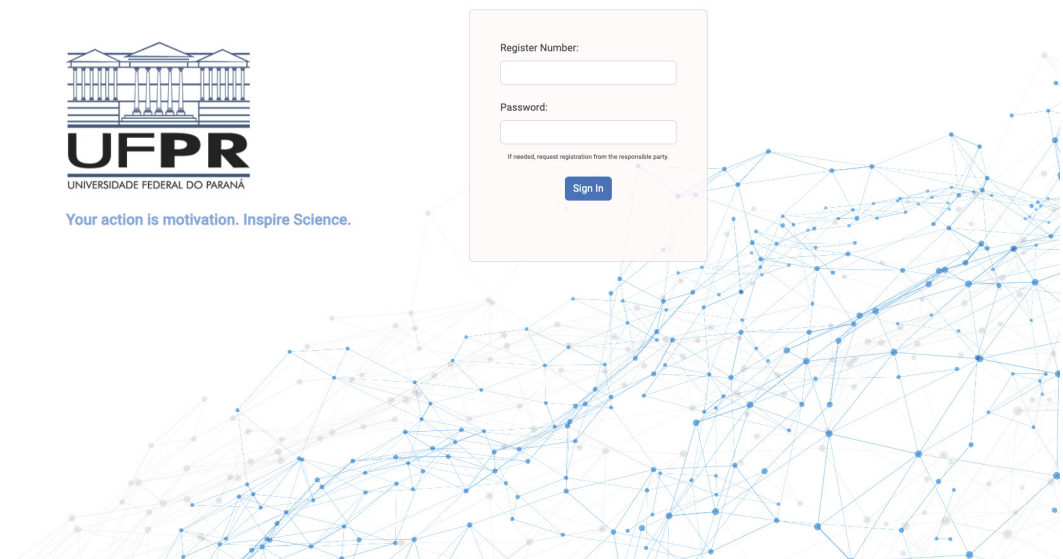 UFPR
UNIVERSIDADE FEDERAL DO PARANÁ
Your action is motivation. Inspire Science.
Register Number:
Password:
If needed, request registration from the responsible party.
Sign In